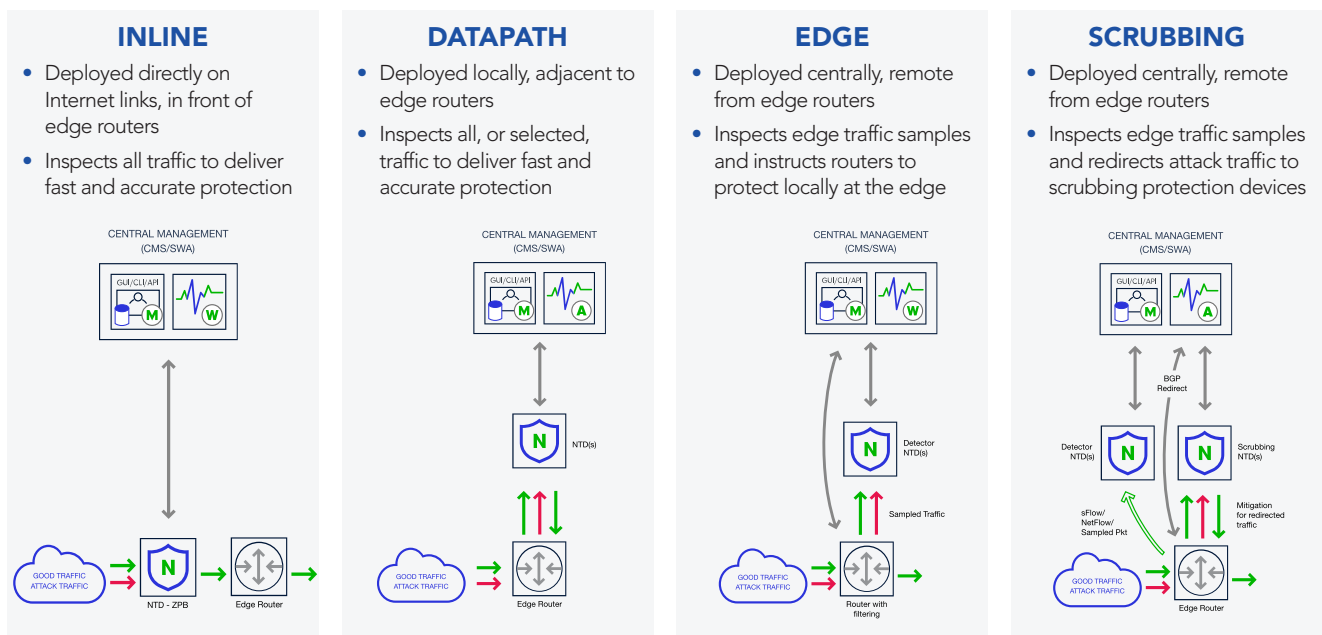 INLINE
• Deployed directly on
Internet links, in front of
edge routers
• Inspects all traffic to deliver
fast and accurate protection
CENTRAL MANAGEMENT
(CMS/SWA)
GUI/CLI/API
M
W
GOOD TRAFFIC
ATTACK TRAFFIC
N
NTD - ZPB
Edge Router
DATAPATH
• Deployed locally, adjacent to
edge routers
• Inspects all, or selected,
traffic to deliver fast and
accurate protection
CENTRAL MANAGEMENT
(CMS/SWA)
GUI/CLI/API
M
A
N
NTD(s)
GOOD TRAFFIC
ATTACK TRAFFIC
Edge Router
EDGE
• Deployed centrally, remote
from edge routers
• Inspects edge traffic samples
and instructs routers to
protect locally at the edge
CENTRAL MANAGEMENT
(CMS/SWA)
GUI/CLI/API
M
W
N
Detector
NTD(s)
Sampled Traffic
GOOD TRAFFIC
ATTACK TRAFFIC
Router with
filtering
SCRUBBING
• Deployed centrally, remote
from edge routers
• Inspects edge traffic samples
and redirects attack traffic to
scrubbing protection devices
CENTRAL MANAGEMENT
(CMS/SWA)
GUI/CLI/API
M
A
BGP
Redirect
Detector
NTD(s)
N
N
Scrubbing
NTD(s)
sFlow/
NetFlow/
Sampled Pkt
Mitigation
for redirected
traffic
GOOD TRAFFIC
ATTACK TRAFFIC
Edge Router